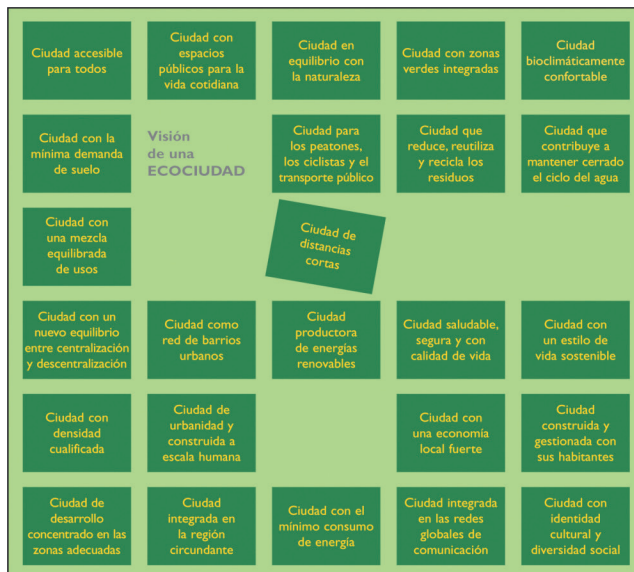 Ciudad accesible
para todos
Ciudad con
espacios
públicos para la
vida cotidiana
Ciudad en
equilibrio con
la naturaleza
Ciudad con zonas
verdes integradas
Ciudad
bioclimáticamente
confortable
Ciudad con la
mínima demanda
de suelo
Visión
de una
ECOCIUDAD
Ciudad para
los peatones,
los ciclistas y el
transporte público
Ciudad que
reduce, reutiliza
y recicla los
residuos
Ciudad que
contribuye a
mantener cerrado
el ciclo del agua
Ciudad con
una mezcla
equilibrada
de usos
Ciudad de
distancias
cortas
Ciudad con un
nuevo equilibrio
entre centralización
y descentralización
Ciudad como
red de barrios
urbanos
Ciudad
productora
de energías
renovables
Ciudad saludable,
segura y con
calidad de vida
Ciudad con
un estilo de
vida sostenible
Ciudad con
densidad
cualificada
Ciudad de
urbanidad y
construida a
escala humana
Ciudad con
una economía
local fuerte
Ciudad
construida y
gestionada con
sus habitantes
Ciudad de
desarrollo
concentrado en las
zonas adecuadas
Ciudad
integrada en
la región
circundante
Ciudad con el
mínimo consumo
de energía
Ciudad integrada
en las redes
globales de
comunicación
Ciudad con
identidad
cultural y
diversidad social